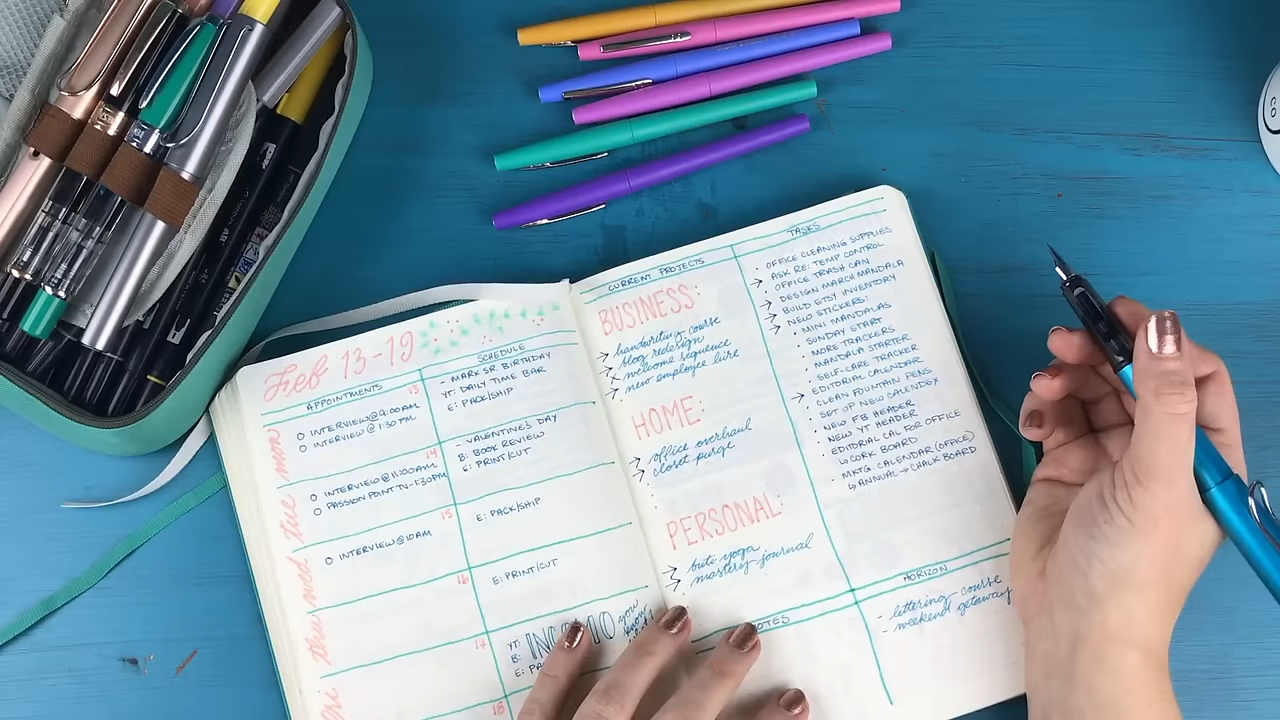 Feb 13-19
APPOINTMENTS
SCHEDULE
mon
13
O INTERVIEW@9:00AM
O INTERVIEW @ 1:30 PM
O
- MARK SR. BIRTHDAY
YT: DAILY TIME BAR
E: PACK/SHIP
tue
14
O INTERVIEW@11:00AM
O PASSION POINT TV-1:30PM
- VALENTINE'S DAY
B: BOOK REVIEW
E: PRINT/CUT
wed
15
O INTERVIEW@10AM
E: PACK/SHIP
thu
16
E: PRINT/CUT
fri
17
YT:
B:
you
know
18
CURRENT PROJECTS
BUSINESS:
→ handwriting course
blog redesign
welcome sequence
→ new employee hire
HOME:
→ office overhaul
→ closet purge
PERSONAL:
→ buti yoga
→ mastery journal
NOTES
TASKS
• OFFICE CLEANING SUPPLIES
ASK RE: TEMP CONTROL
OFFICE TRASH CAN
DESIGN MARCH MANDALA
BUILD ETSY INVENTORY
NEW STICKERS:
• MINI MANDALAS
SUNDAY START
• MORE TRACKERS
• MANDALA STARTER
• SELF-CARE TRACKER
EDITORIAL CALENDAR
→ CLEAN FOUNTAIN PENS
• SET UP NEW CALENDEX
• NEW FB HEADER
• NEW YT HEADER
• EDITORIAL CAL FOR OFFICE
↳ CORK BOARD
• MKTG. CALENDAR (OFFICE)
↳ ANNUAL → CHALK BOARD
HORIZON
- lettering course
- weekend getaway